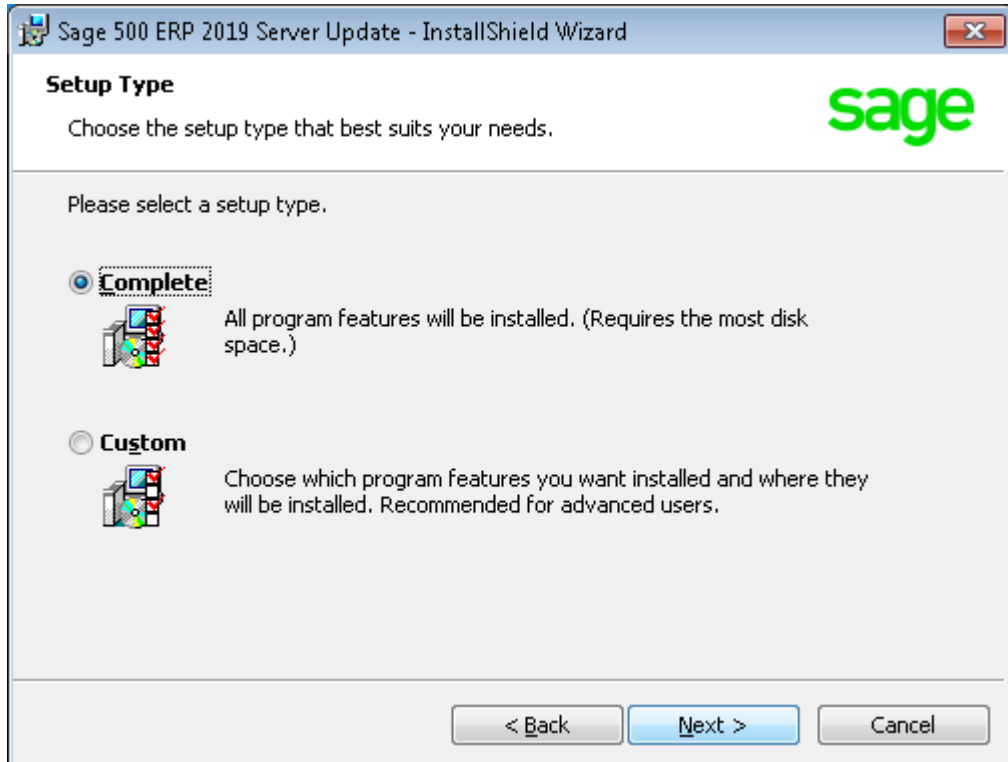 Sage 500 ERP 2019 Server Update - InstallShield Wizard
Setup Type
Choose the setup type that best suits your needs.
sage
Please select a setup type.
Complete
All program features will be installed. (Requires the most disk
space.)
Custom
Choose which program features you want installed and where they
will be installed. Recommended for advanced users.
< Back
Next >
Cancel